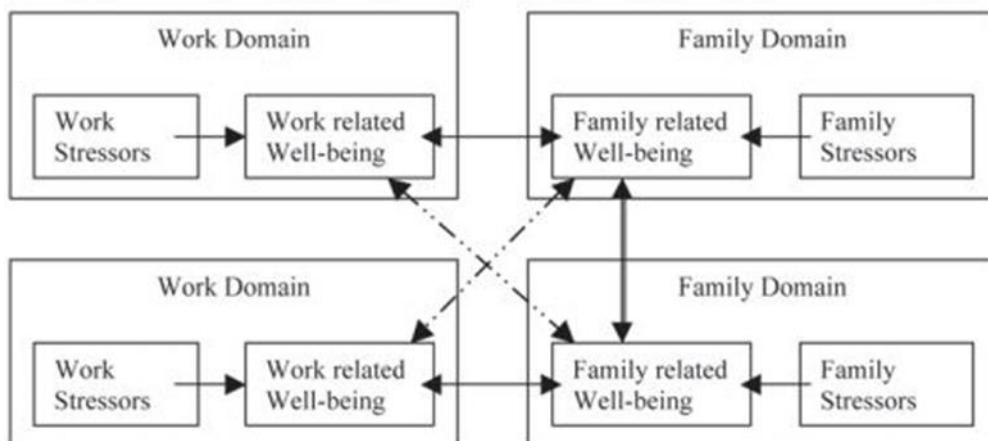 Work Domain
Family Domain
Work
Stressors
Work related
Well-being
Family related
Well-being
Family
Stressors
Work Domain
Family Domain
Work
Stressors
Work related
Well-being
Family related
Well-being
Family
Stressors